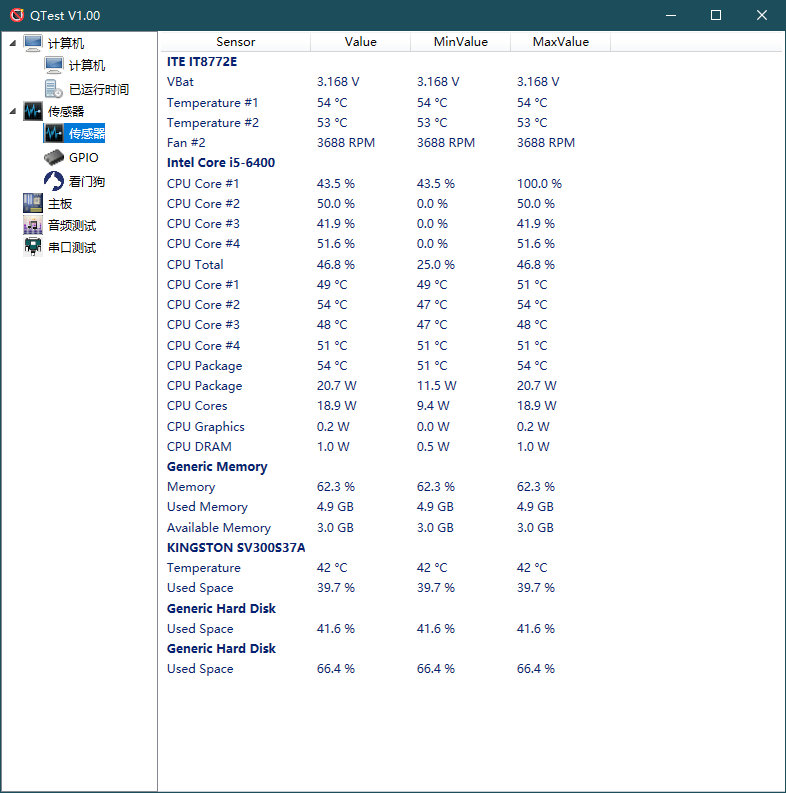 QTest V1.00
计算机
计算机
已运行时间
传感器
传感器
GPIO
看门狗
主板
音频测试
串口测试
Sensor Value MinValue MaxValue
ITE IT8772E
VBat 3.168 V 3.168 V 3.168 V
Temperature #1 54 °C 54 °C 54 °C
Temperature #2 53 °C 53 °C 53 °C
Fan #2 3688 RPM 3688 RPM 3688 RPM
Intel Core i5-6400
CPU Core #1 43.5 % 43.5 % 100.0 %
CPU Core #2 50.0 % 0.0 % 50.0 %
CPU Core #3 41.9 % 0.0 % 41.9 %
CPU Core #4 51.6 % 0.0 % 51.6 %
CPU Total 46.8 % 25.0 % 46.8 %
CPU Core #1 49 °C 49 °C 51 °C
CPU Core #2 54 °C 47 °C 54 °C
CPU Core #3 48 °C 47 °C 48 °C
CPU Core #4 51 °C 51 °C 51 °C
CPU Package 54 °C 51 °C 54 °C
CPU Package 20.7 W 11.5 W 20.7 W
CPU Cores 18.9 W 9.4 W 18.9 W
CPU Graphics 0.2 W 0.0 W 0.2 W
CPU DRAM 1.0 W 0.5 W 1.0 W
Generic Memory
Memory 62.3 % 62.3 % 62.3 %
Used Memory 4.9 GB 4.9 GB 4.9 GB
Available Memory 3.0 GB 3.0 GB 3.0 GB
KINGSTON SV300S37A
Temperature 42 °C 42 °C 42 °C
Used Space 39.7 % 39.7 % 39.7 %
Generic Hard Disk
Used Space 41.6 % 41.6 % 41.6 %
Generic Hard Disk
Used Space 66.4 % 66.4 % 66.4 %